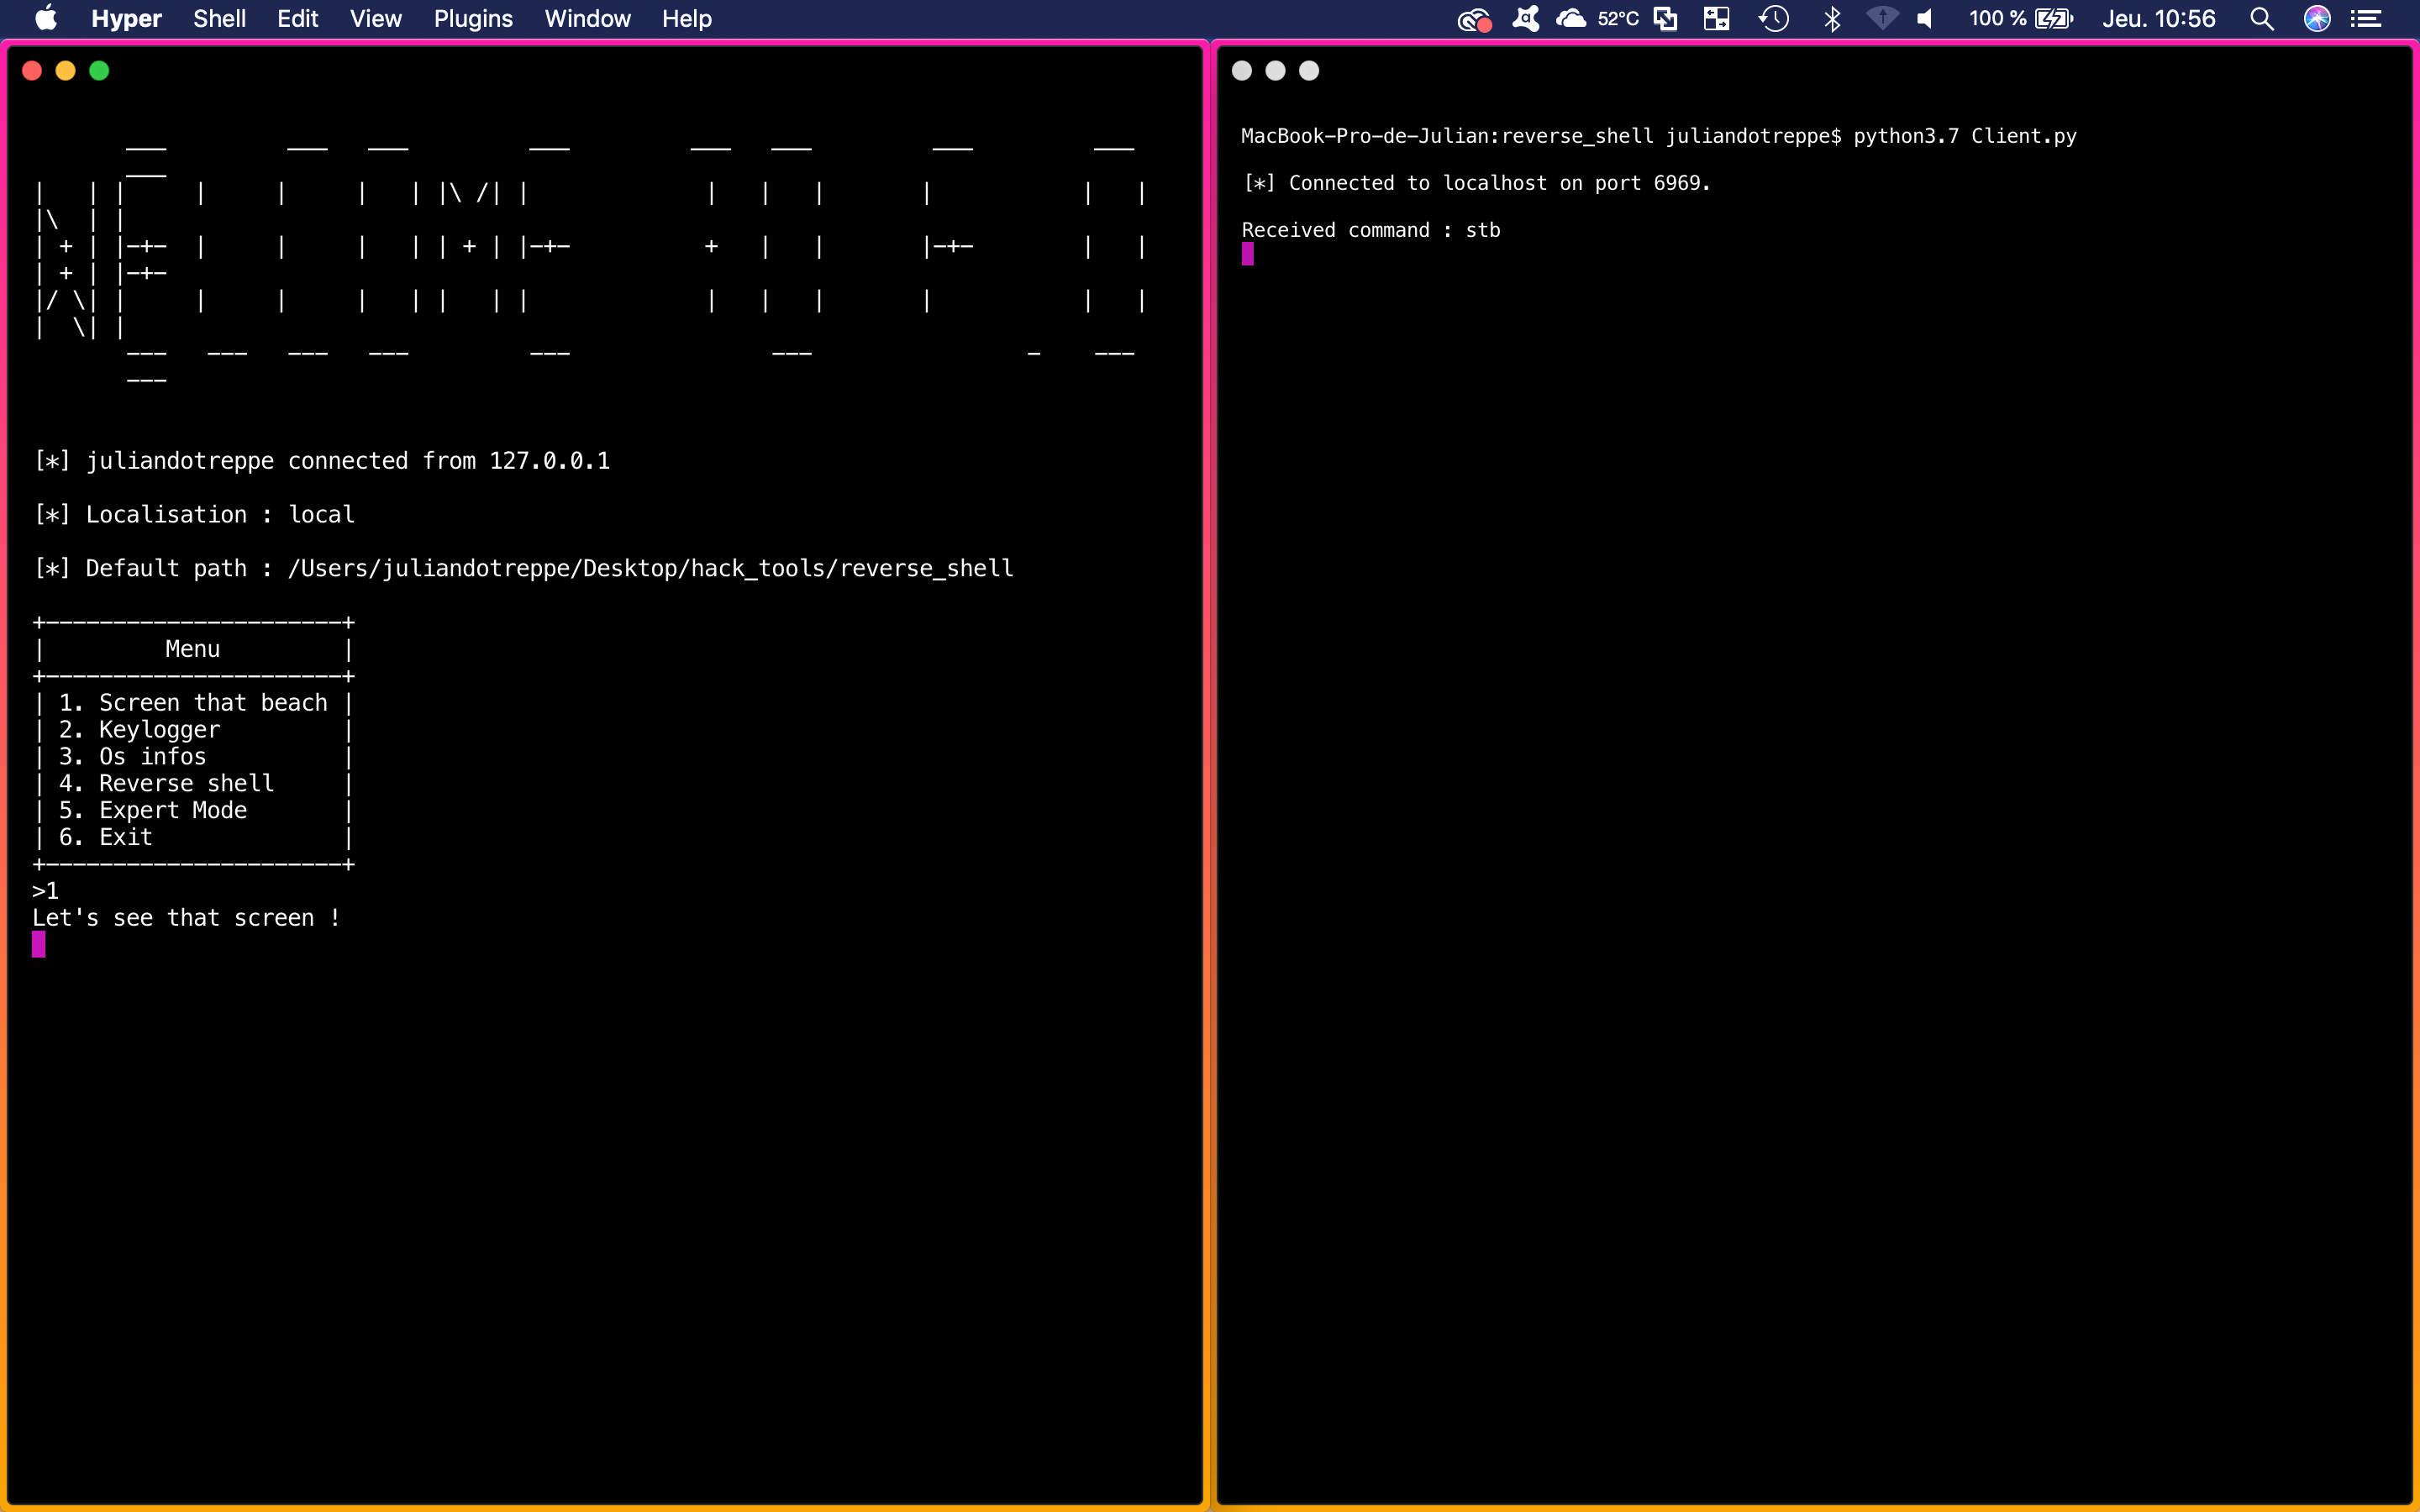 Hyper Shell Edit View Plugins Window Help 52°C 100 % Jeu. 10:56
[*] juliandotreppe connected from 127.0.0.1
[*] Localisation : local
[*] Default path : /Users/juliandotreppe/Desktop/hack_tools/reverse_shell
Menu
1. Screen that beach
2. Keylogger
3. Os infos
4. Reverse shell
5. Expert Mode
6. Exit
>1
Let's see that screen !
MacBook-Pro-de-Julian:reverse_shell juliandotreppe$ python3.7 Client.py
[*] Connected to localhost on port 6969.
Received command : stb